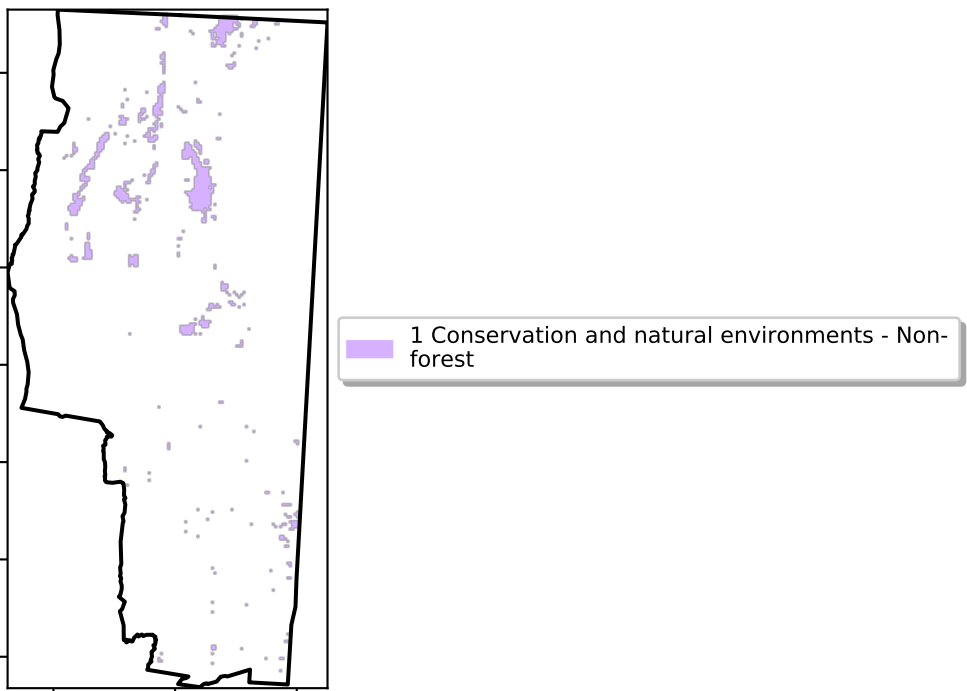 1 Conservation and natural environments - Non-
forest